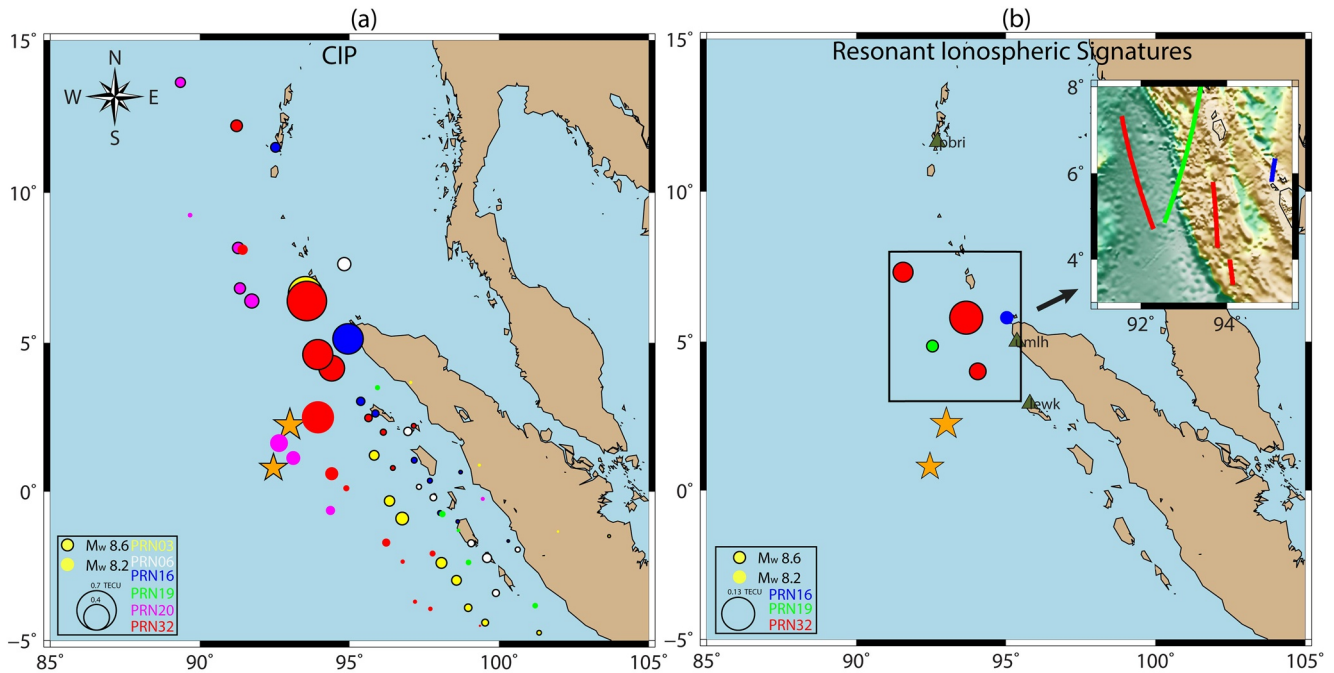 (a)
CIP
N
W E
S
15°
10°
5°
0°
−5°
85° 90° 95° 100° 105°
Mw 8.6 PRN03
Mw 8.2 PRN06
PRN16
0.7 TECU
0.4
PRN19
PRN20
PRN32
(b)
Resonant Ionospheric Signatures
15°
10°
5°
0°
−5°
85° 90° 95° 100° 105°
pbri
umlh
lewk
8°
6°
4°
92° 94°
Mw 8.6
Mw 8.2
0.13 TECU
PRN16
PRN19
PRN32